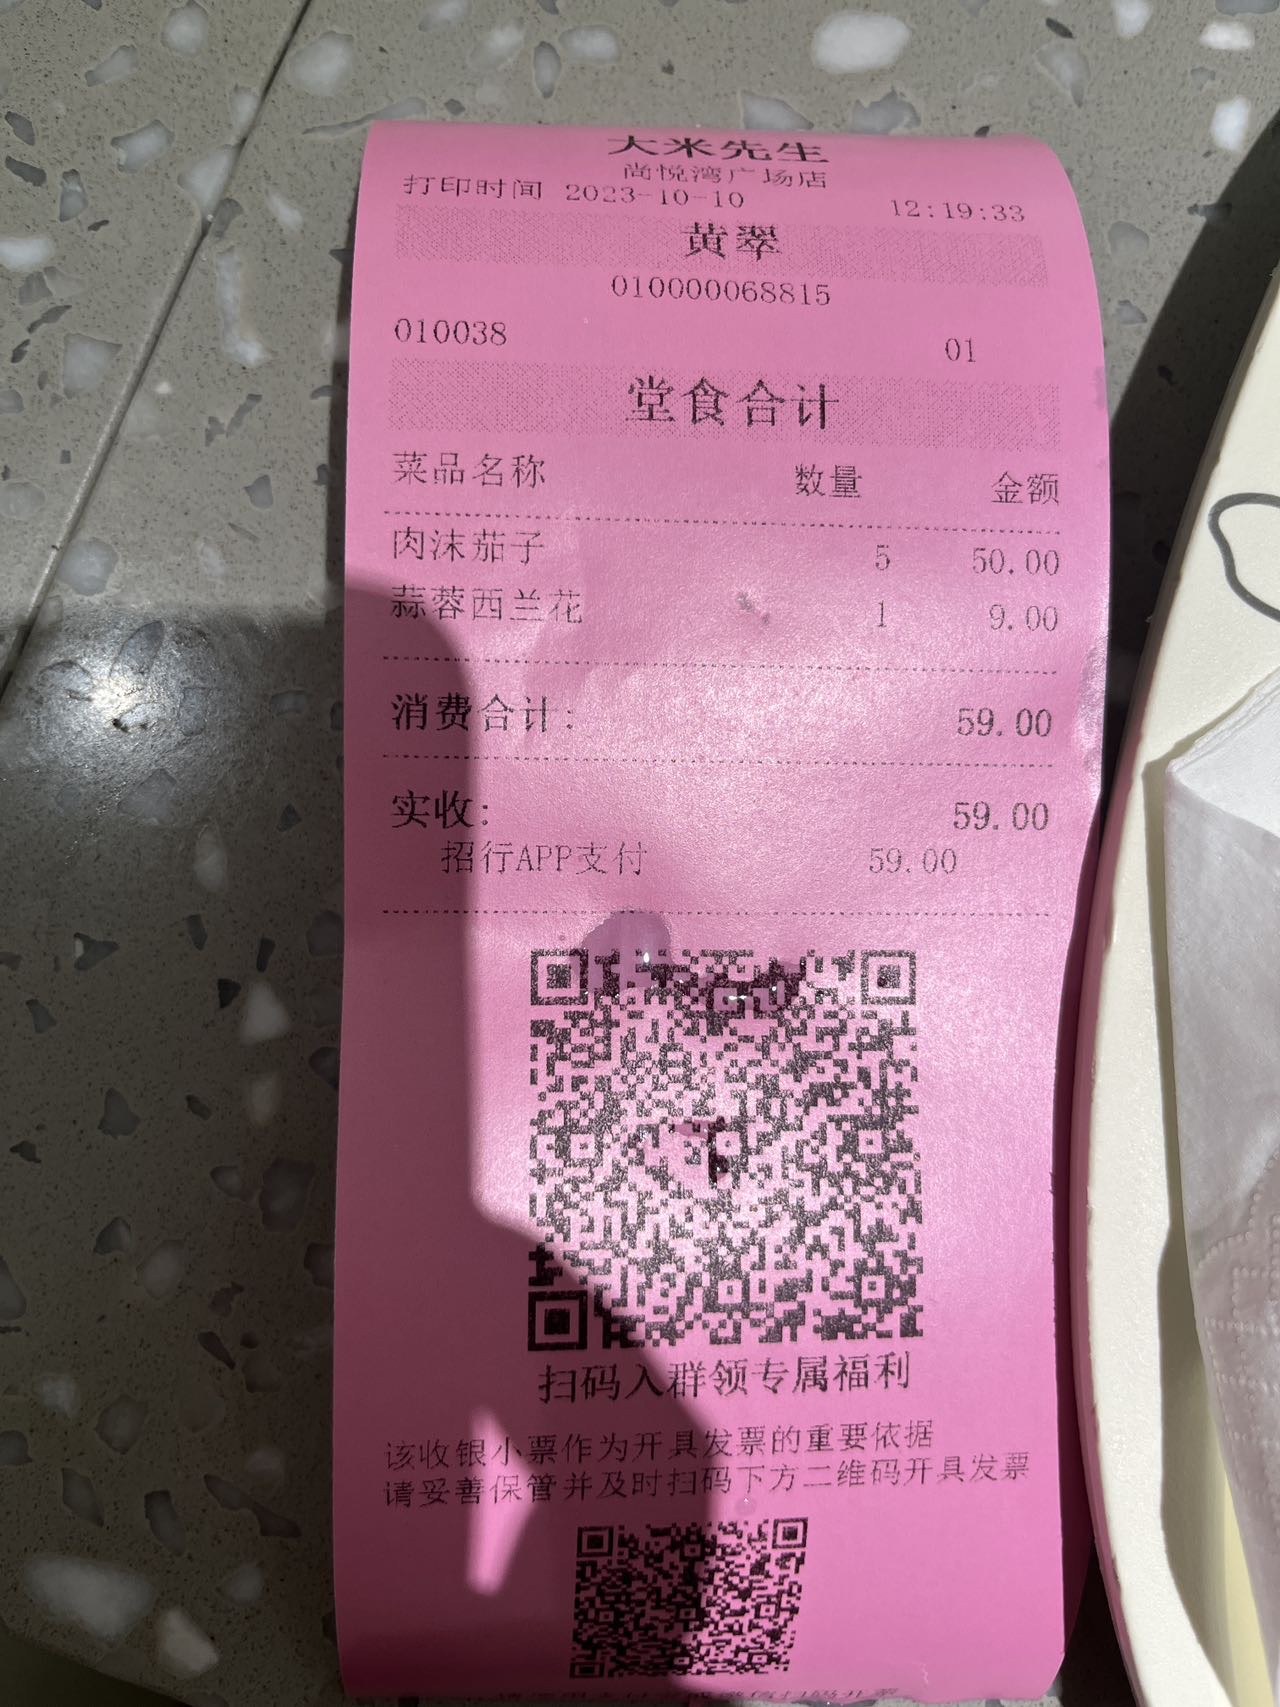 大米先生
尚悦湾广场店
打印时间 2023-10-10 12:19:33
黄翠
010000068815
010038 01
堂食合计
菜品名称 数量 金额
肉沫茄子 5 50.00
蒜蓉西兰花 1 9.00
消费合计: 59.00
实收: 59.00
招行APP支付 59.00
扫码入群领专属福利
该收银小票作为开具发票的重要依据
请妥善保管并及时扫码下方二维码开具发票